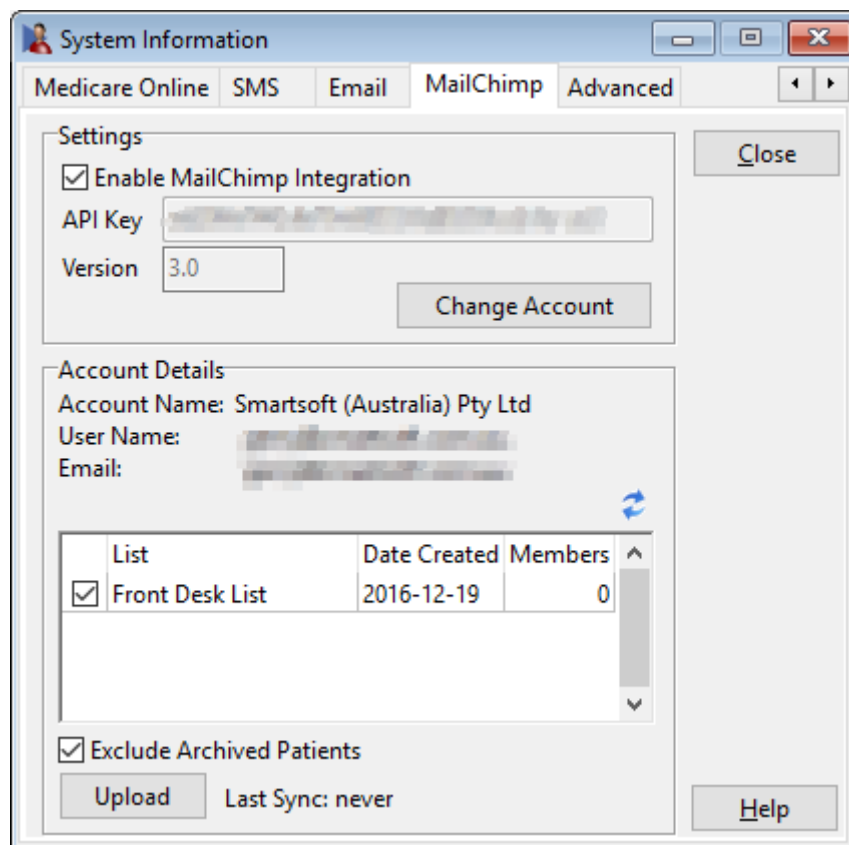 System Information
Medicare Online SMS Email MailChimp Advanced
Settings
Close
Enable MailChimp Integration
API Key
Version 3.0
Change Account
Account Details
Account Name: Smartsoft (Australia) Pty Ltd
User Name:
Email:
List Date Created Members
Front Desk List 2016-12-19 0
Exclude Archived Patients
Upload Last Sync: never
Help